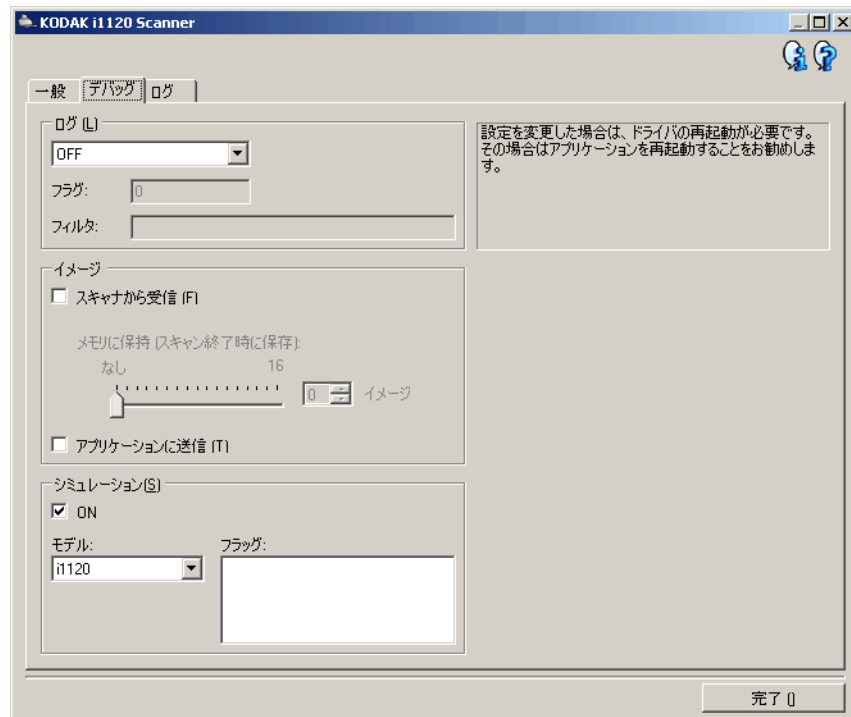 KODAK i1120 Scanner
一般 デバッグ ログ
ログ (L)
OFF
フラグ: 0
フィルタ:
設定を変更した場合は、ドライバの再起動が必要です。
その場合はアプリケーションを再起動することをお勧めしま
す。
イメージ
スキャナから受信 (F)
メモリに保持 (スキャン終了時に保存):
なし 16
0 イメージ
アプリケーションに送信 (T)
シミュレーション(S)
ON
モデル: フラッグ:
i1120
完了 ()